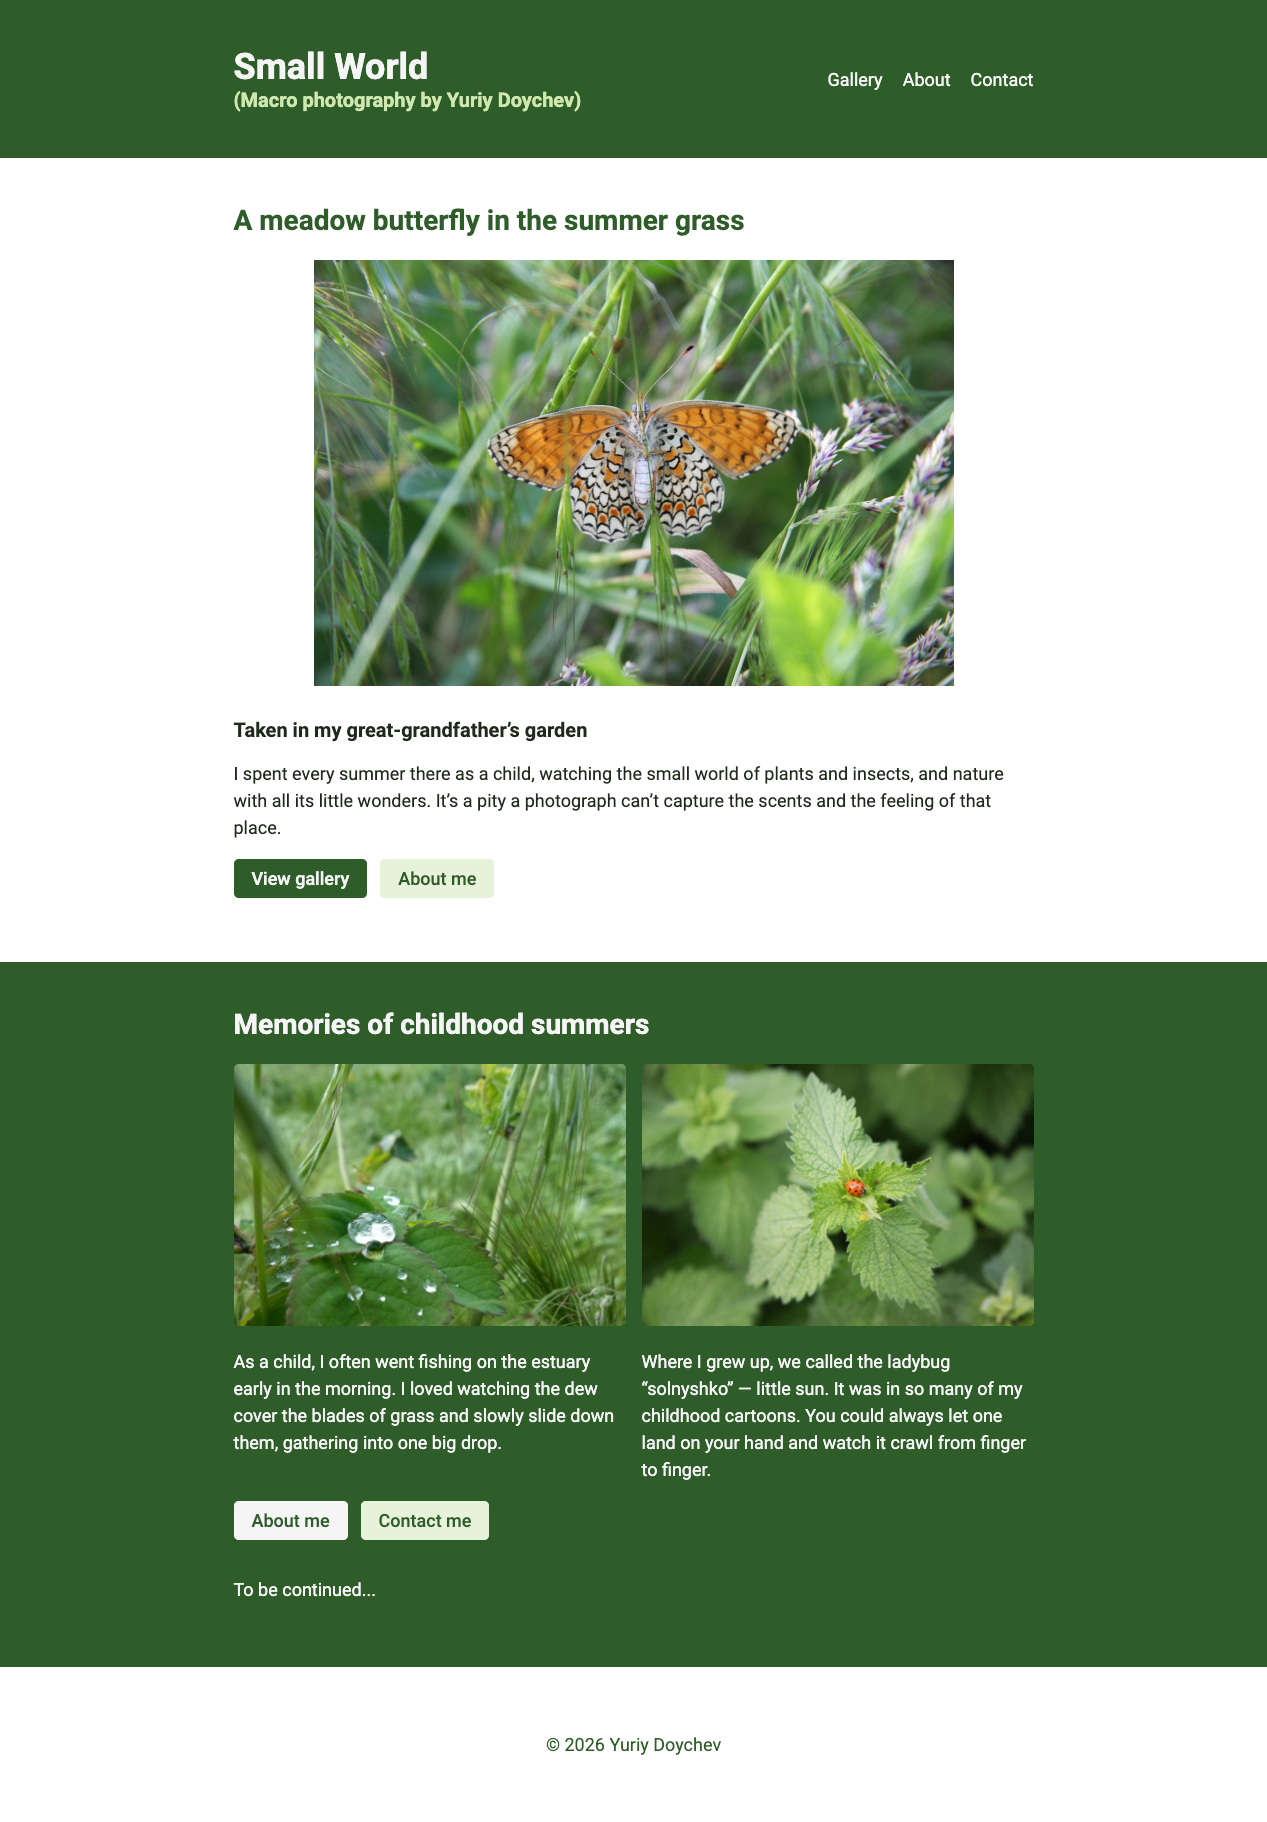 Small World
(Macro photography by Yuriy Doychev)
Gallery About Contact
A meadow butterfly in the summer grass
Taken in my great-grandfather’s garden
I spent every summer there as a child, watching the small world of plants and insects, and nature
with all its little wonders. It’s a pity a photograph can’t capture the scents and the feeling of that
place.
View gallery About me
Memories of childhood summers
As a child, I often went fishing on the estuary
early in the morning. I loved watching the dew
cover the blades of grass and slowly slide down
them, gathering into one big drop.
Where I grew up, we called the ladybug
“solnyshko” — little sun. It was in so many of my
childhood cartoons. You could always let one
land on your hand and watch it crawl from finger
to finger.
About me Contact me
To be continued...
© 2026 Yuriy Doychev